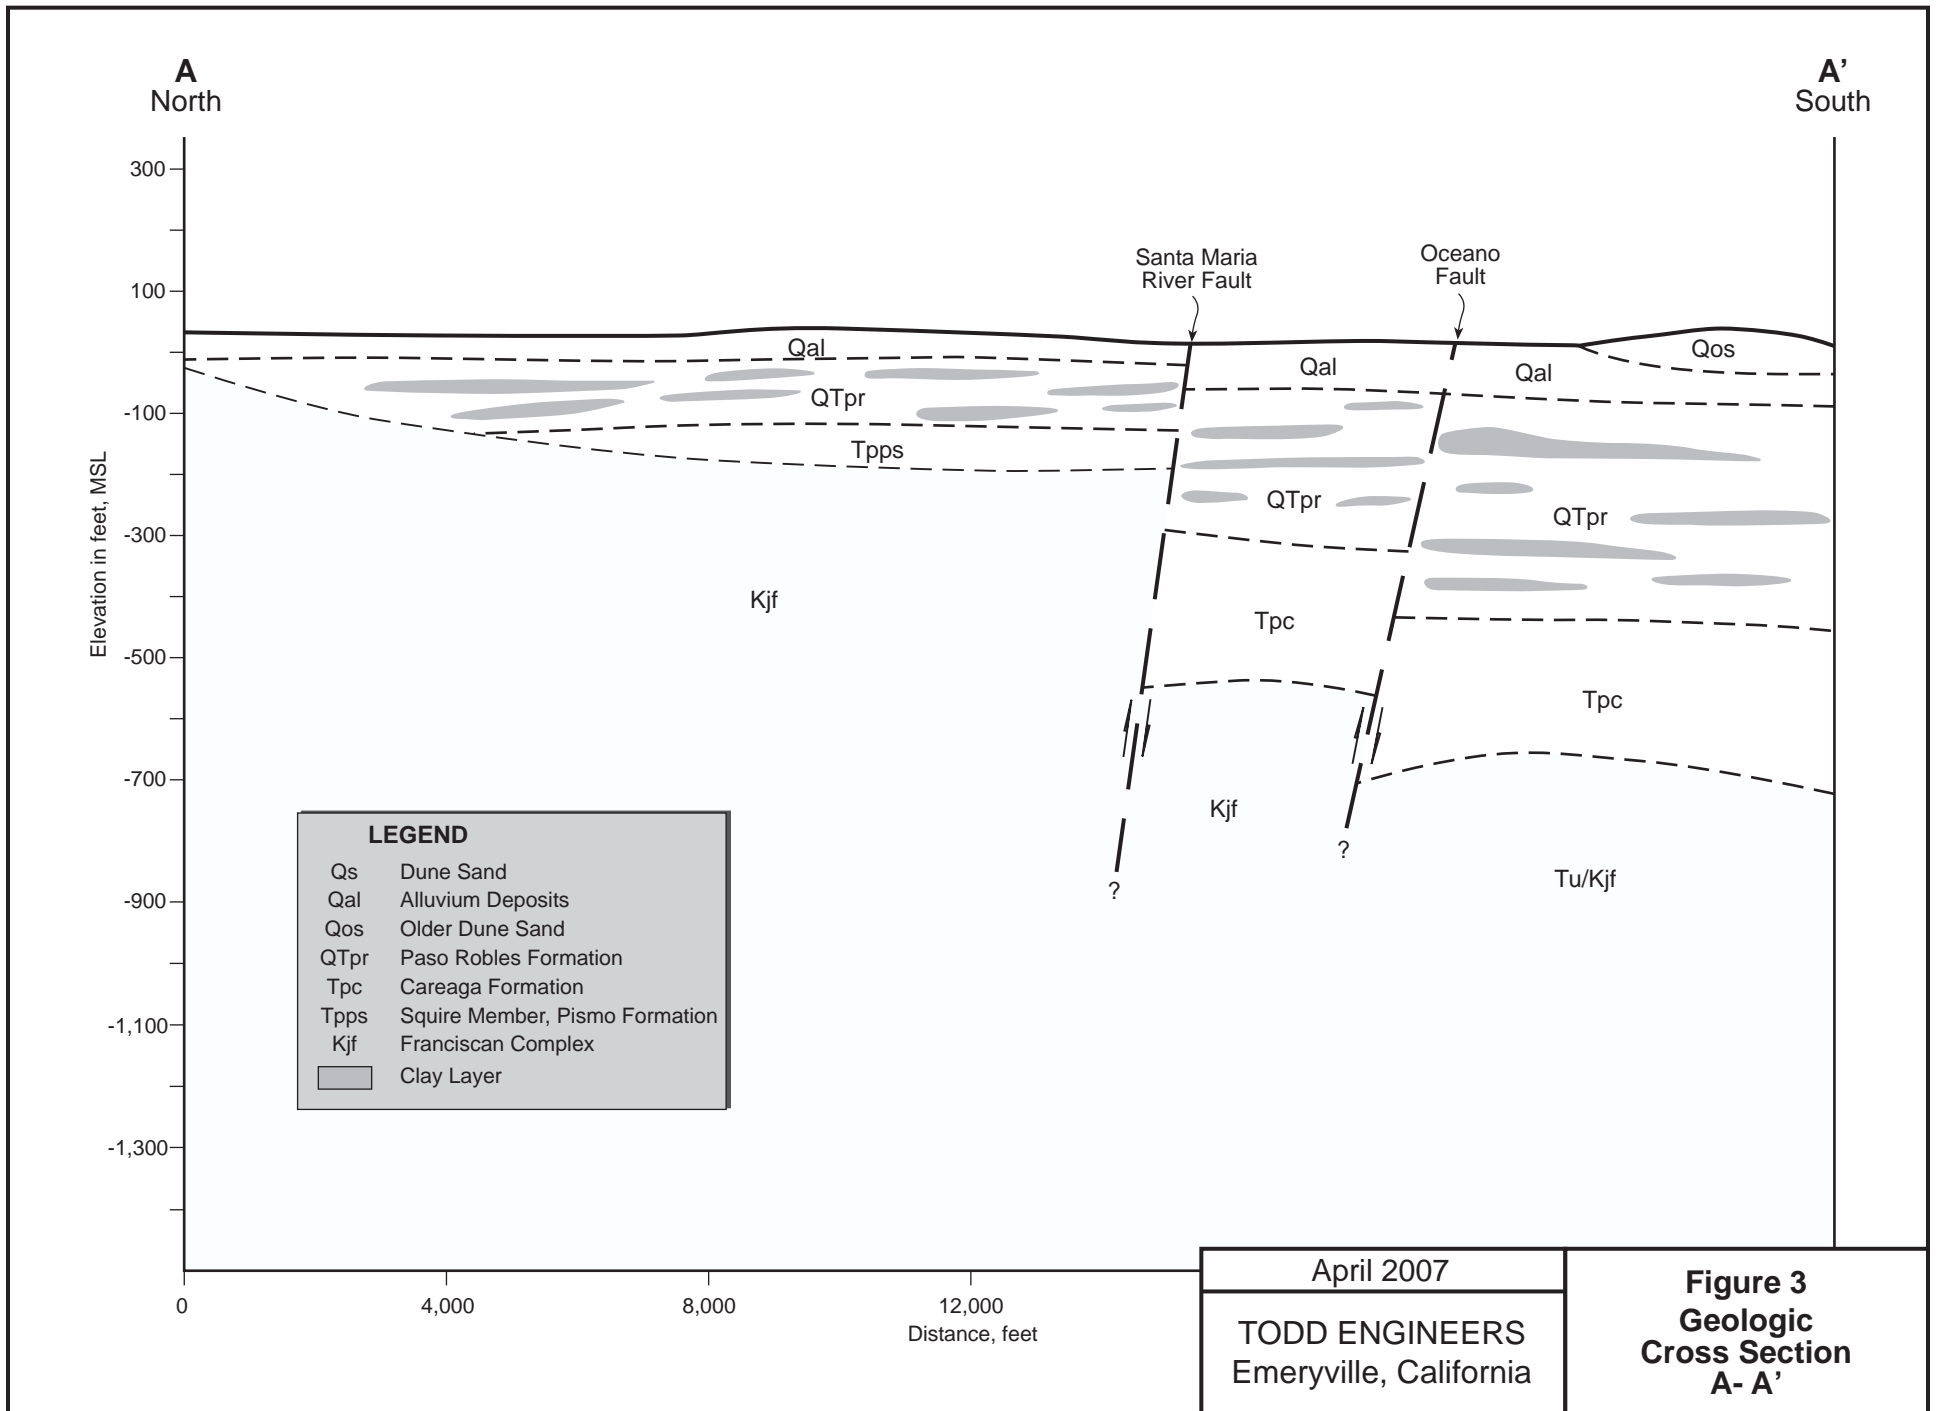 A
North
A’
South
Santa Maria
River Fault
Oceano
Fault
300
100
-100
-300
-500
-700
-900
-1,100
-1,300
Elevation in feet, MSL
Qal
Qal
Qal
Qos
QTpr
Tpps
QTpr
QTpr
Kjf
Tpc
Tpc
Kjf
Tu/Kjf
?
?
LEGEND
Qs Dune Sand
Qal Alluvium Deposits
Qos Older Dune Sand
QTpr Paso Robles Formation
Tpc Careaga Formation
Tpps Squire Member, Pismo Formation
Kjf Franciscan Complex
Clay Layer
0 4,000 8,000 12,000
Distance, feet
April 2007
TODD ENGINEERS
Emeryville, California
Figure 3
Geologic
Cross Section
A- A’